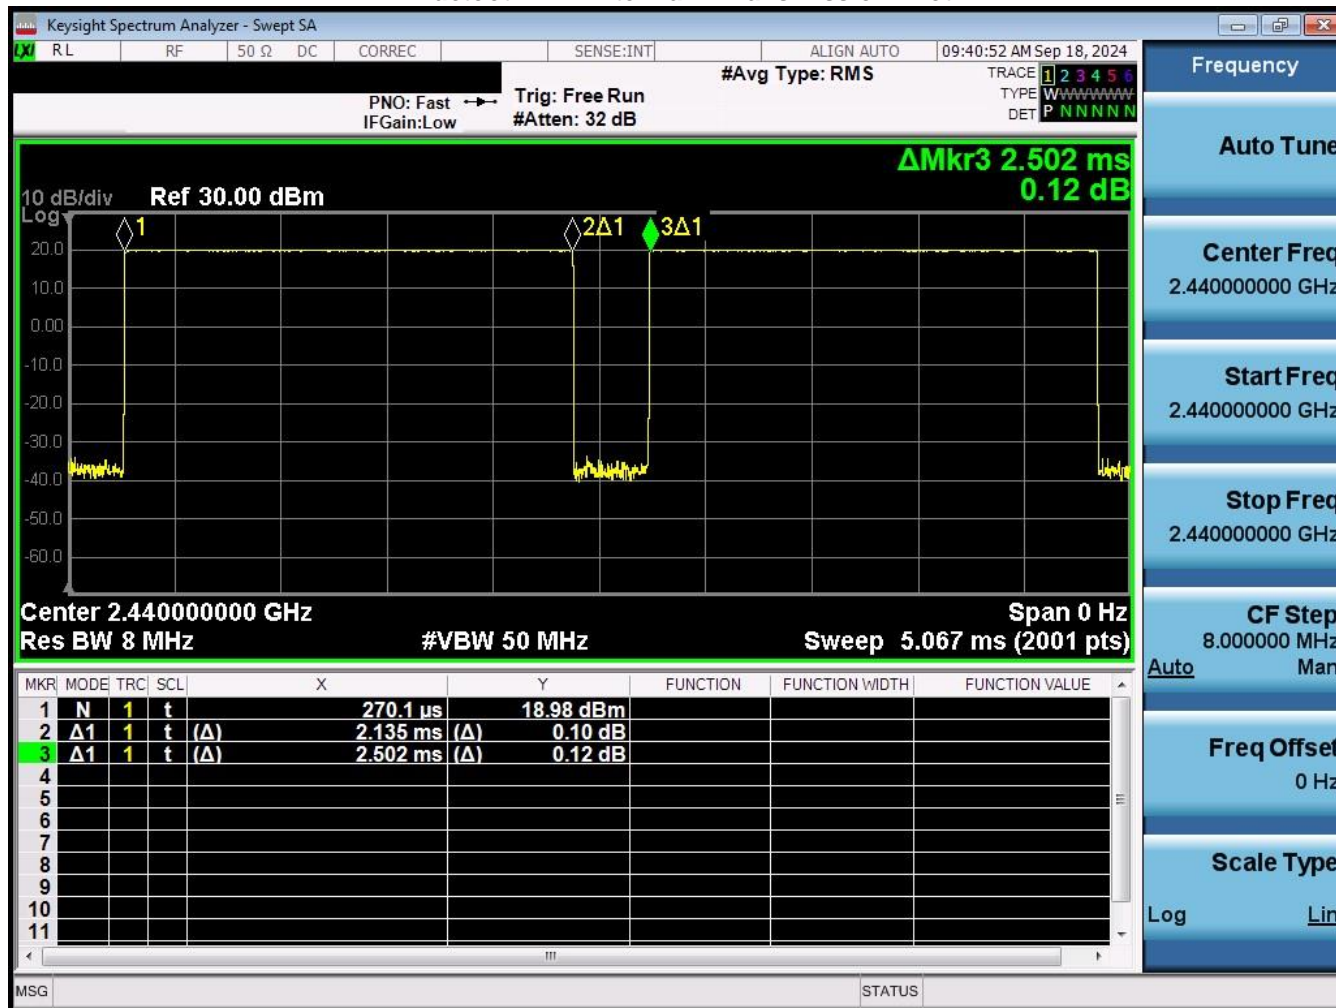 Keysight Spectrum Analyzer - Swept SA
LXI RL RF 50 Ω DC CORREC SENSE:INT ALIGN AUTO 09:40:52 AM Sep 18, 2024
#Avg Type: RMS
TRACE 1 2 3 4 5 6
PNO: Fast Trig: Free Run
TYPE W WWWWW
IFGain:Low #Atten: 32 dB
DET P N N N N N
ΔMkr3 2.502 ms
0.12 dB
10 dB/div Ref 30.00 dBm
Log
1 2Δ1 3Δ1
20.0
10.0
0.00
-10.0
-20.0
-30.0
-40.0
-50.0
-60.0
Center 2.440000000 GHz Span 0 Hz
Res BW 8 MHz #VBW 50 MHz Sweep 5.067 ms (2001 pts)
MKR MODE TRC SCL X Y FUNCTION FUNCTION WIDTH FUNCTION VALUE
1 N 1 t 270.1 µs 18.98 dBm
2 Δ1 1 t (Δ) 2.135 ms (Δ) 0.10 dB
3 Δ1 1 t (Δ) 2.502 ms (Δ) 0.12 dB
4
5
6
7
8
9
10
11
MSG STATUS
Frequency
Auto Tune
Center Freq
2.440000000 GHz
Start Freq
2.440000000 GHz
Stop Freq
2.440000000 GHz
CF Step
8.000000 MHz
Auto Man
Freq Offset
0 Hz
Scale Type
Log Lin